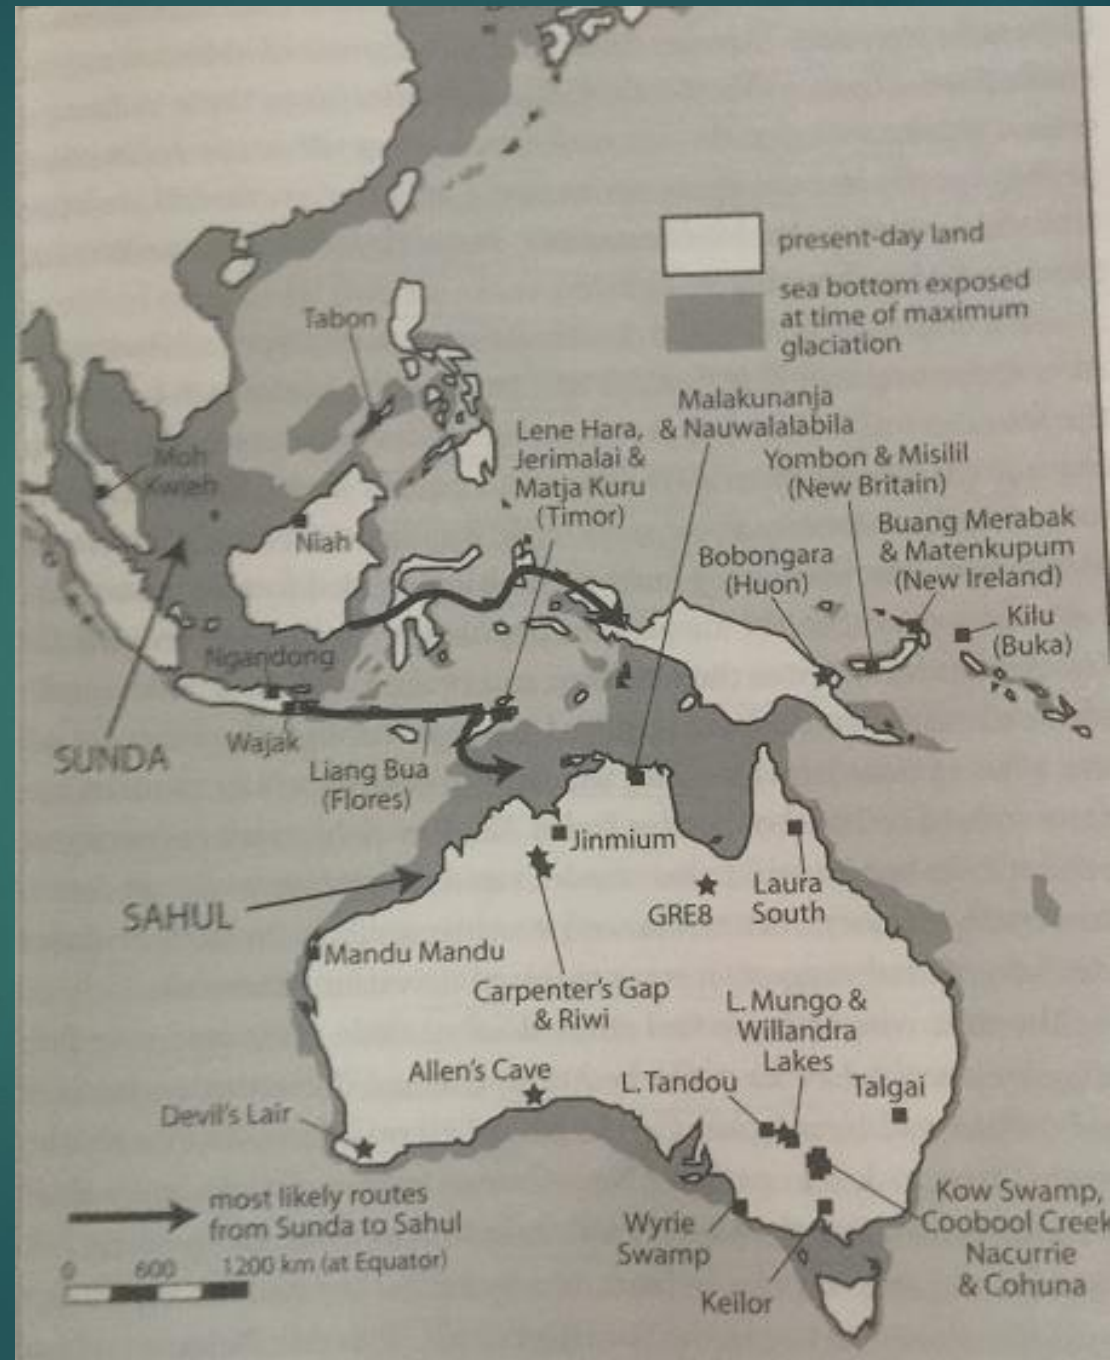 present-day land
sea bottom exposed
at time of maximum
glaciation
Tabon
Malakunanja
& Nauwalalabila
Lene Hara,
Jerimalai &
Matja Kuru
(Timor)
Yombon & Misilil
(New Britain)
Moh
Kwieh
Buang Merabak
& Matenkupum
(New Ireland)
Niah
Bobongara
(Huon)
Kilu
(Buka)
Ngandong
SUNDA
Wajak
Liang Bua
(Flores)
Jinmium
SAHUL
GRE8
Laura
South
Mandu Mandu
Carpenter's Gap
& Riwi
L. Mungo &
Willandra
Lakes
Allen's Cave
L. Tandou
Talgai
Devil's Lair
most likely routes
from Sunda to Sahul
Kow Swamp,
Coobool Creek
Nacurrie
& Cohuna
Wyrie
Swamp
0 600 1200 km (at Equator)
Keilor